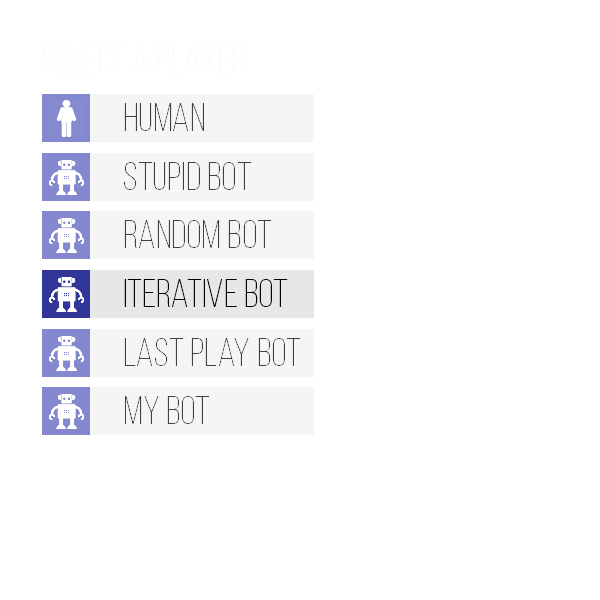 SELECT A PLAYER
HUMAN
STUPID BOT
RANDOM BOT
ITERATIVE BOT
LAST PLAY BOT
MY BOT